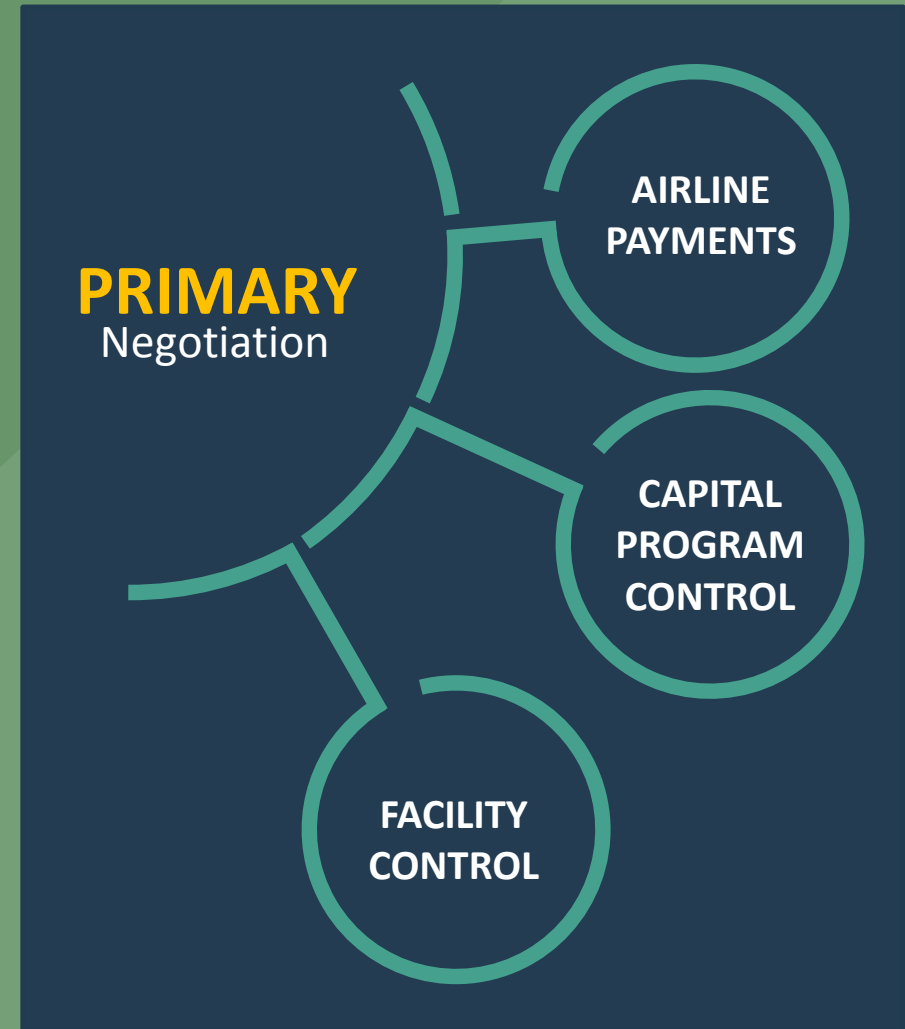 PRIMARY
Negotiation
AIRLINE
PAYMENTS
CAPITAL
PROGRAM
CONTROL
FACILITY
CONTROL